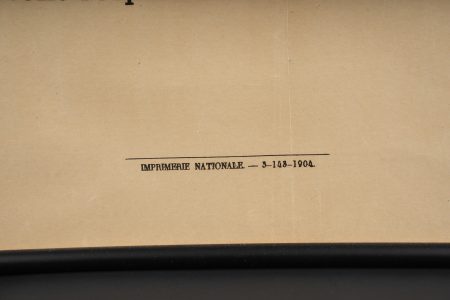 IMPRIMERIE NATIONALE. — 3-143-1904.